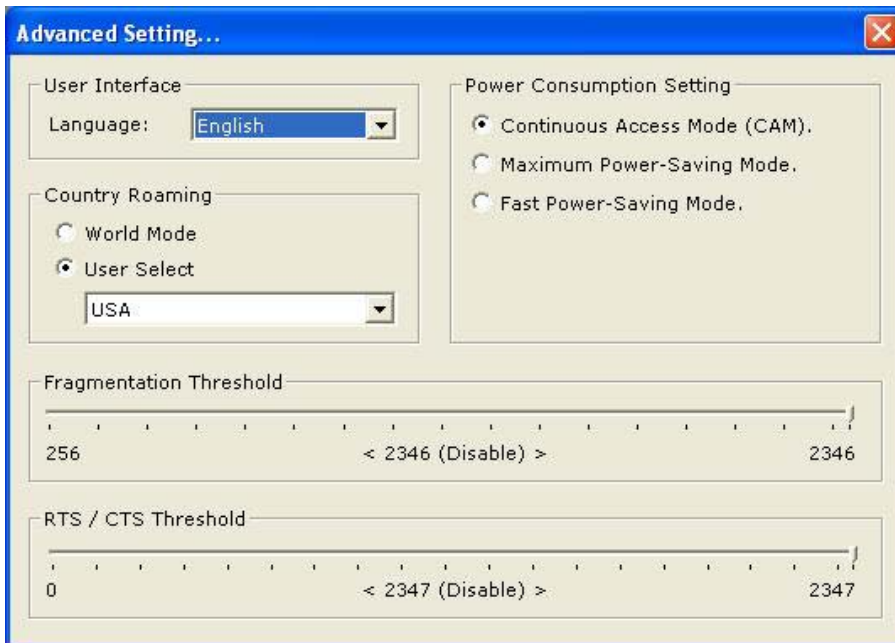 Advanced Setting...
User Interface
Language: English
Country Roaming
World Mode
User Select
USA
Power Consumption Setting
Continuous Access Mode (CAM).
Maximum Power-Saving Mode.
Fast Power-Saving Mode.
Fragmentation Threshold
256 < 2346 (Disable) > 2346
RTS / CTS Threshold
0 < 2347 (Disable) > 2347